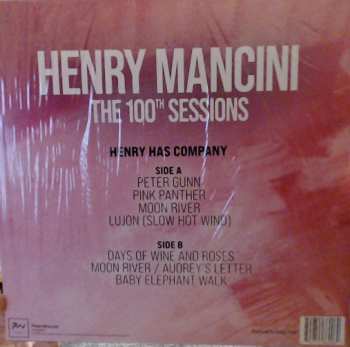 HENRY MANCINI
THE 100TH SESSIONS
HENRY HAS COMPANY
SIDE A
PETER GUNN
PINK PANTHER
MOON RIVER
LUJON (SLOW HOT WIND)
SIDE B
DAYS OF WINE AND ROSES
MOON RIVER / AUDREY'S LETTER
BABY ELEPHANT WALK